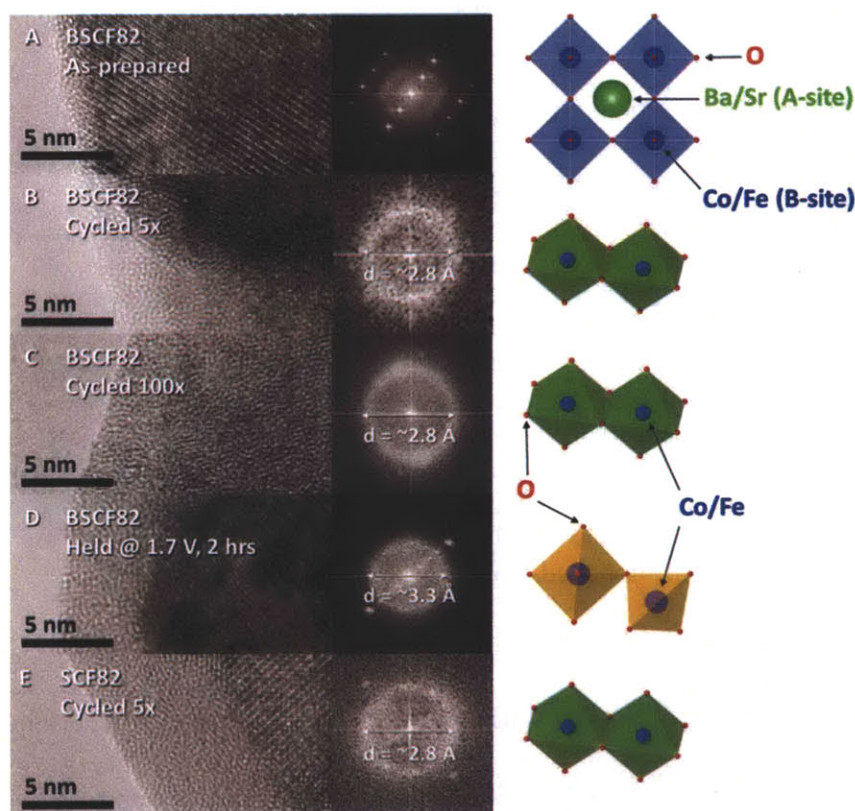 A BSCF82
As-prepared
5 nm
O
Ba/Sr (A-site)
Co/Fe (B-site)
B BSCF82
Cycled 5x
d = ~2.8 Å
5 nm
C BSCF82
Cycled 100x
d = ~2.8 Å
5 nm
O
Co/Fe
D BSCF82
Held @ 1.7 V, 2 hrs
d = ~3.3 Å
5 nm
E SCF82
Cycled 5x
d = ~2.8 Å
5 nm